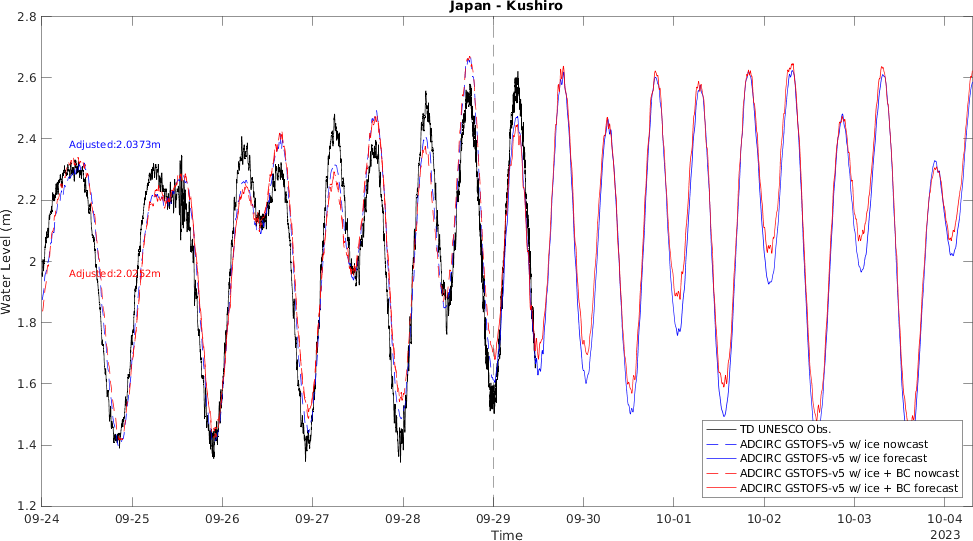 Japan - Kushiro
2.8
2.6
2.4
2.2
2
1.8
1.6
1.4
1.2
Water Level (m)
Adjusted:2.0373m
Adjusted:2.0252m
TD UNESCO Obs.
ADCIRC GSTOFS-v5 w/ ice nowcast
ADCIRC GSTOFS-v5 w/ ice forecast
ADCIRC GSTOFS-v5 w/ ice + BC nowcast
ADCIRC GSTOFS-v5 w/ ice + BC forecast
09-24 09-25 09-26 09-27 09-28 09-29 09-30 10-01 10-02 10-03 10-04
Time
2023